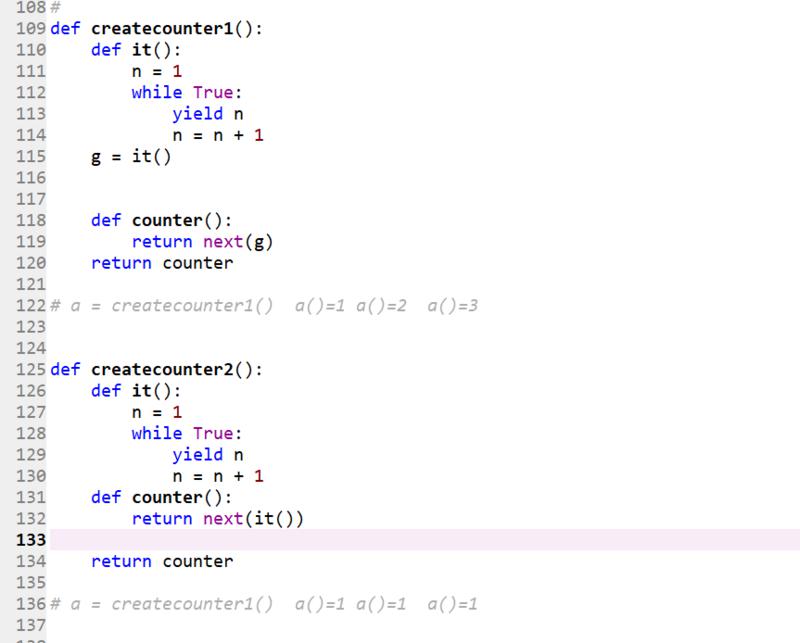 108 #
109 def createcounter1():
110     def it():
111         n = 1
112         while True:
113             yield n
114             n = n + 1
115     g = it()
116
117
118     def counter():
119         return next(g)
120     return counter
121
122 # a = createcounter1()  a()=1 a()=2  a()=3
123
124
125 def createcounter2():
126     def it():
127         n = 1
128         while True:
129             yield n
130             n = n + 1
131     def counter():
132         return next(it())
133
134     return counter
135
136 # a = createcounter1()  a()=1 a()=1  a()=1
137